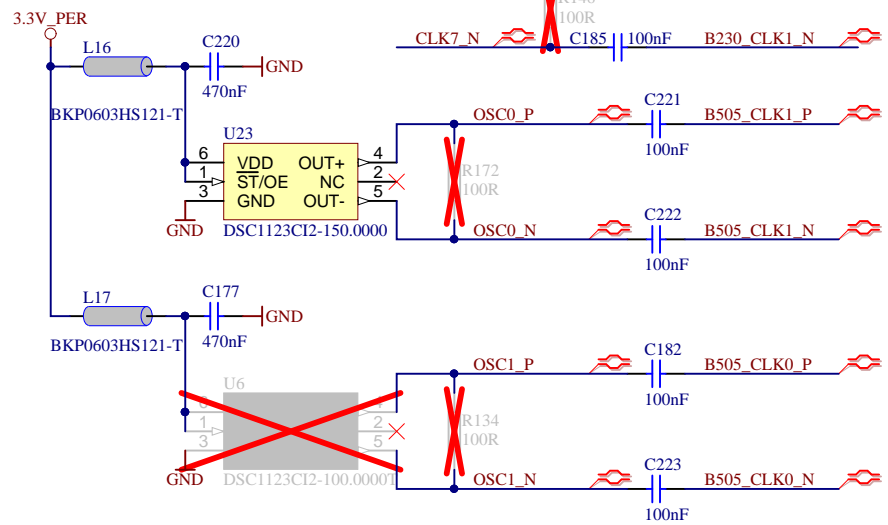 R148
100R
3.3V_PER
CLK7_N
C185
100nF
B230_CLK1_N
L16
C220
GND
470nF
BKP0603HS121-T
U23
6
VDD
OUT+
4
1
ST/OE
NC
2
3
GND
OUT-
5
GND
DSC1123CI2-150.0000
OSC0_P
C221
B505_CLK1_P
100nF
R172
100R
OSC0_N
C222
B505_CLK1_N
100nF
L17
C177
GND
470nF
BKP0603HS121-T
U6
1
2
3
5
GND
DSC1123CI2-100.0000T
OSC1_P
C182
B505_CLK0_P
100nF
R134
100R
OSC1_N
C223
B505_CLK0_N
100nF